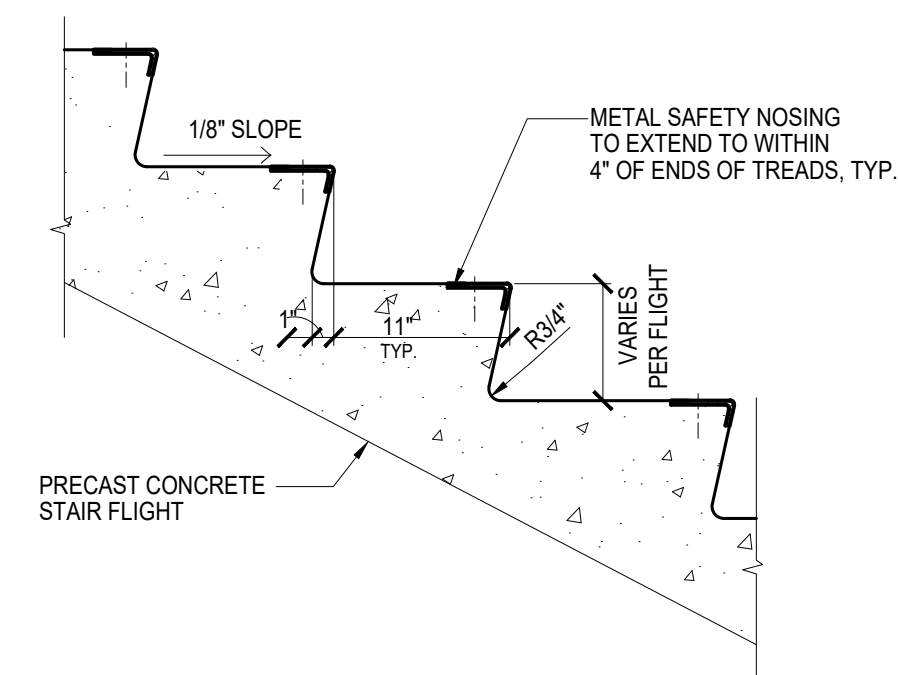 1/8" SLOPE
METAL SAFETY NOSING
TO EXTEND TO WITHIN
4" OF ENDS OF TREADS, TYP.
1"
11"
TYP.
R3/4"
VARIES
PER FLIGHT
PRECAST CONCRETE
STAIR FLIGHT